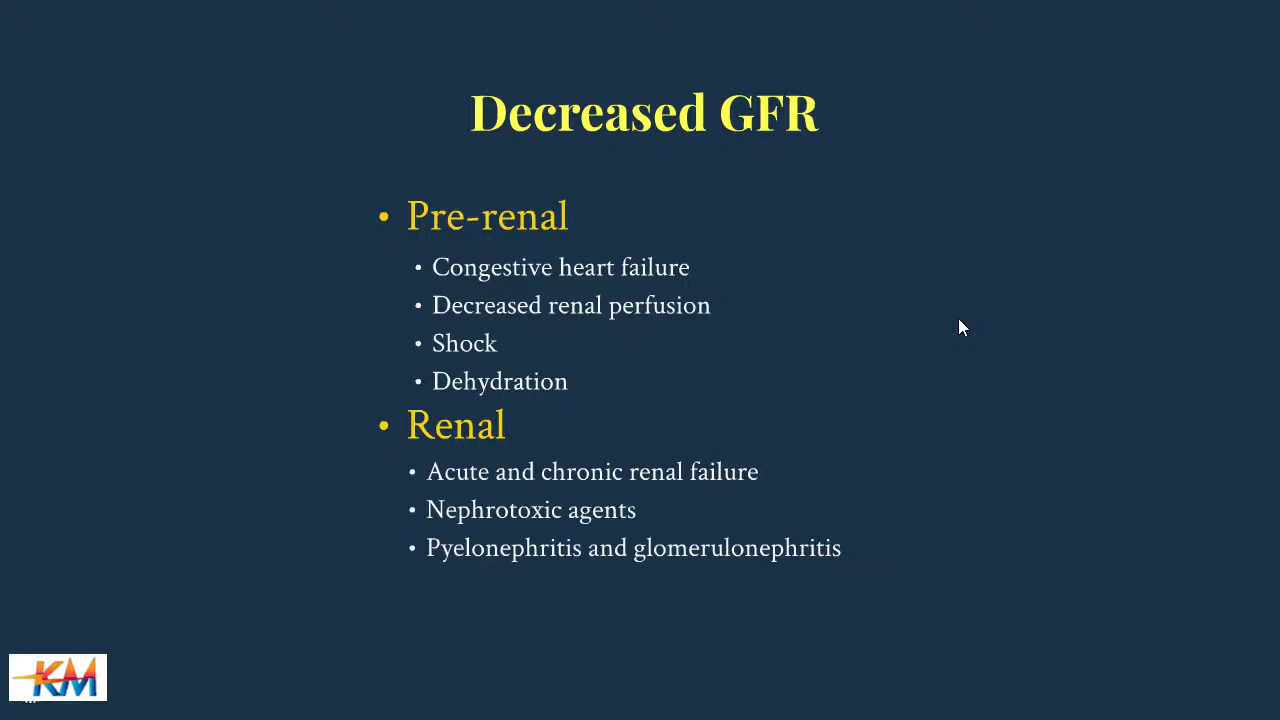 Decreased GFR
• Pre-renal
• Congestive heart failure
• Decreased renal perfusion
• Shock
• Dehydration
• Renal
• Acute and chronic renal failure
• Nephrotoxic agents
• Pyelonephritis and glomerulonephritis
KM